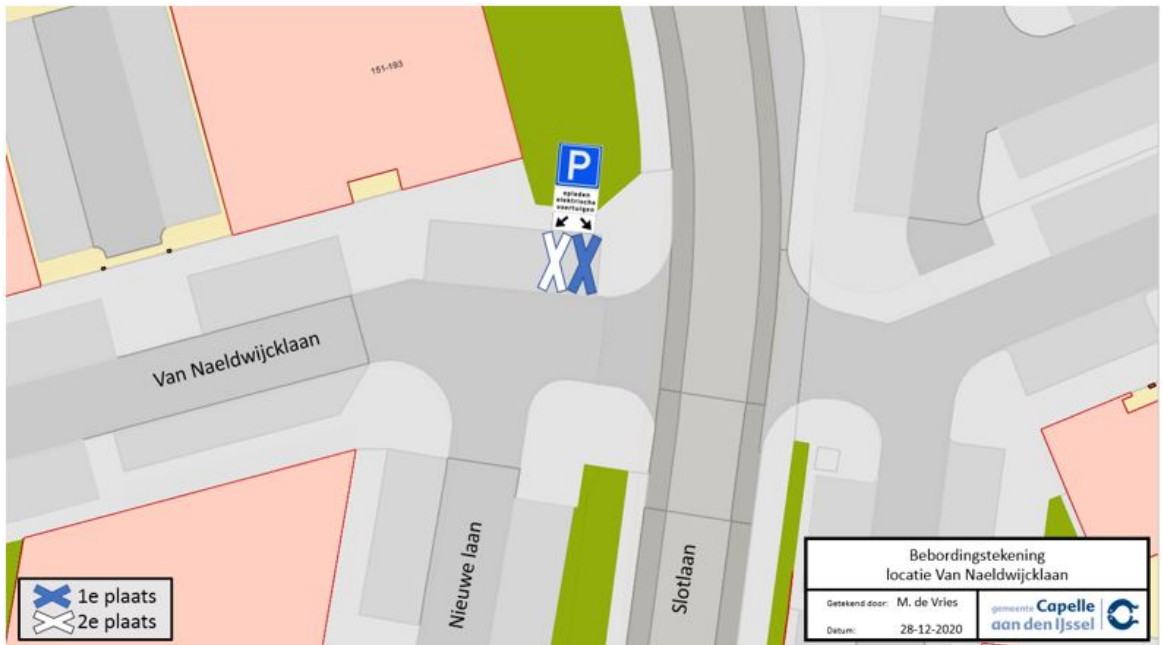 151-193
P
opladen
elektrische
voertuigen
Van Naeldwijcklaan
Nieuwe laan
Slotlaan
1e plaats
2e plaats
Bebordingstekening
locatie Van Naeldwijcklaan
Getekend door: M. de Vries
Datum: 28-12-2020
gemeente Capelle
aan den IJssel